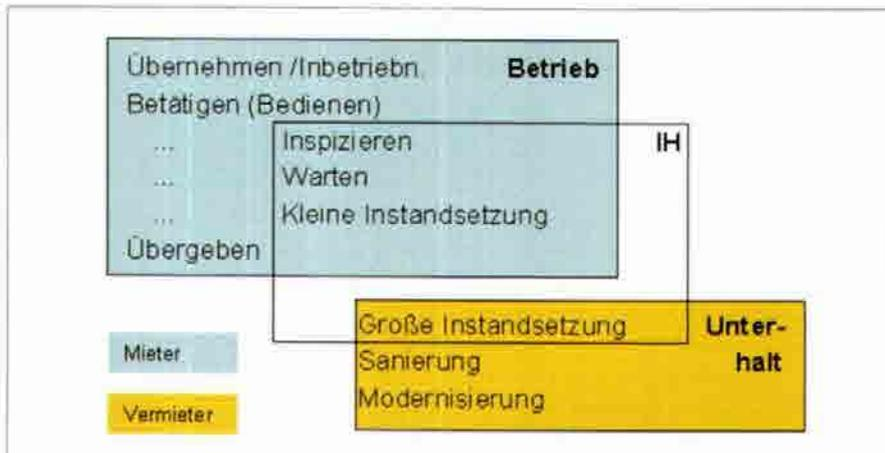 Übernehmen /Inbetriebn. Betrieb
Betätigen (Bedienen)
... Inspizieren IH
... Warten
... Kleine Instandsetzung
Übergeben
Große Instandsetzung Unter-
Mieter Sanierung halt
Modernisierung
Vermieter